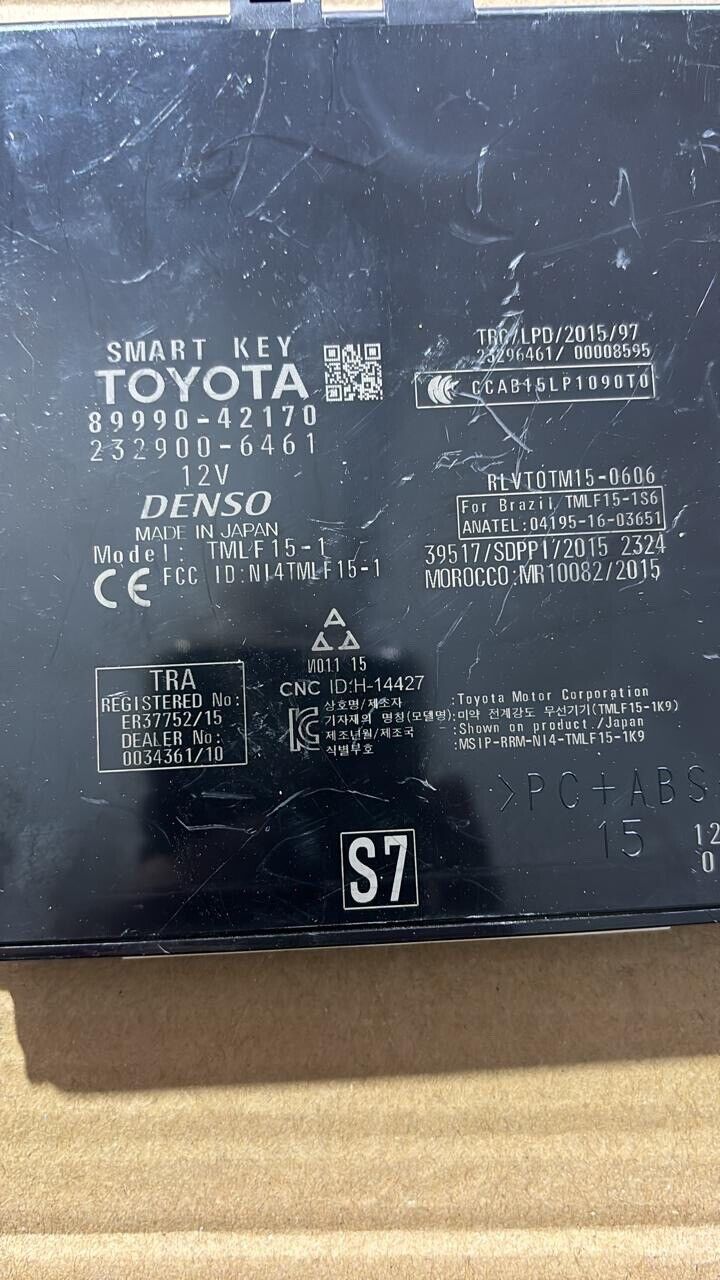 SMART KEY
TOYOTA
89990-42170
232900-6461
12V
DENSO
MADE IN JAPAN
Model: TMLF15-1
CE FCC ID:NI4TMLF15-1
TRC/LPD/2015/97
23296461/ 00008595
CCAB15LP1090T0
RLVTOTM15-0606
For Brazil TMLF15-1S6
ANATEL:04195-16-03651
39517/SDPPI/2015 2324
MOROCCO:MR10082/2015
15
CNC ID:H-14427
TRA
REGISTERED No:
ER37752/15
DEALER No:
0034361/10
상호명/제조자 :Toyota Motor Corporation
기자재의 명칭(모델명):미약 전계강도 무선기기(TMLF15-1K9)
제조년월/제조국 :Shown on product./Japan
식별부호 :MSIP-RRM-NI4-TMLF15-1K9
>PC+ABS
15
12
0
S7